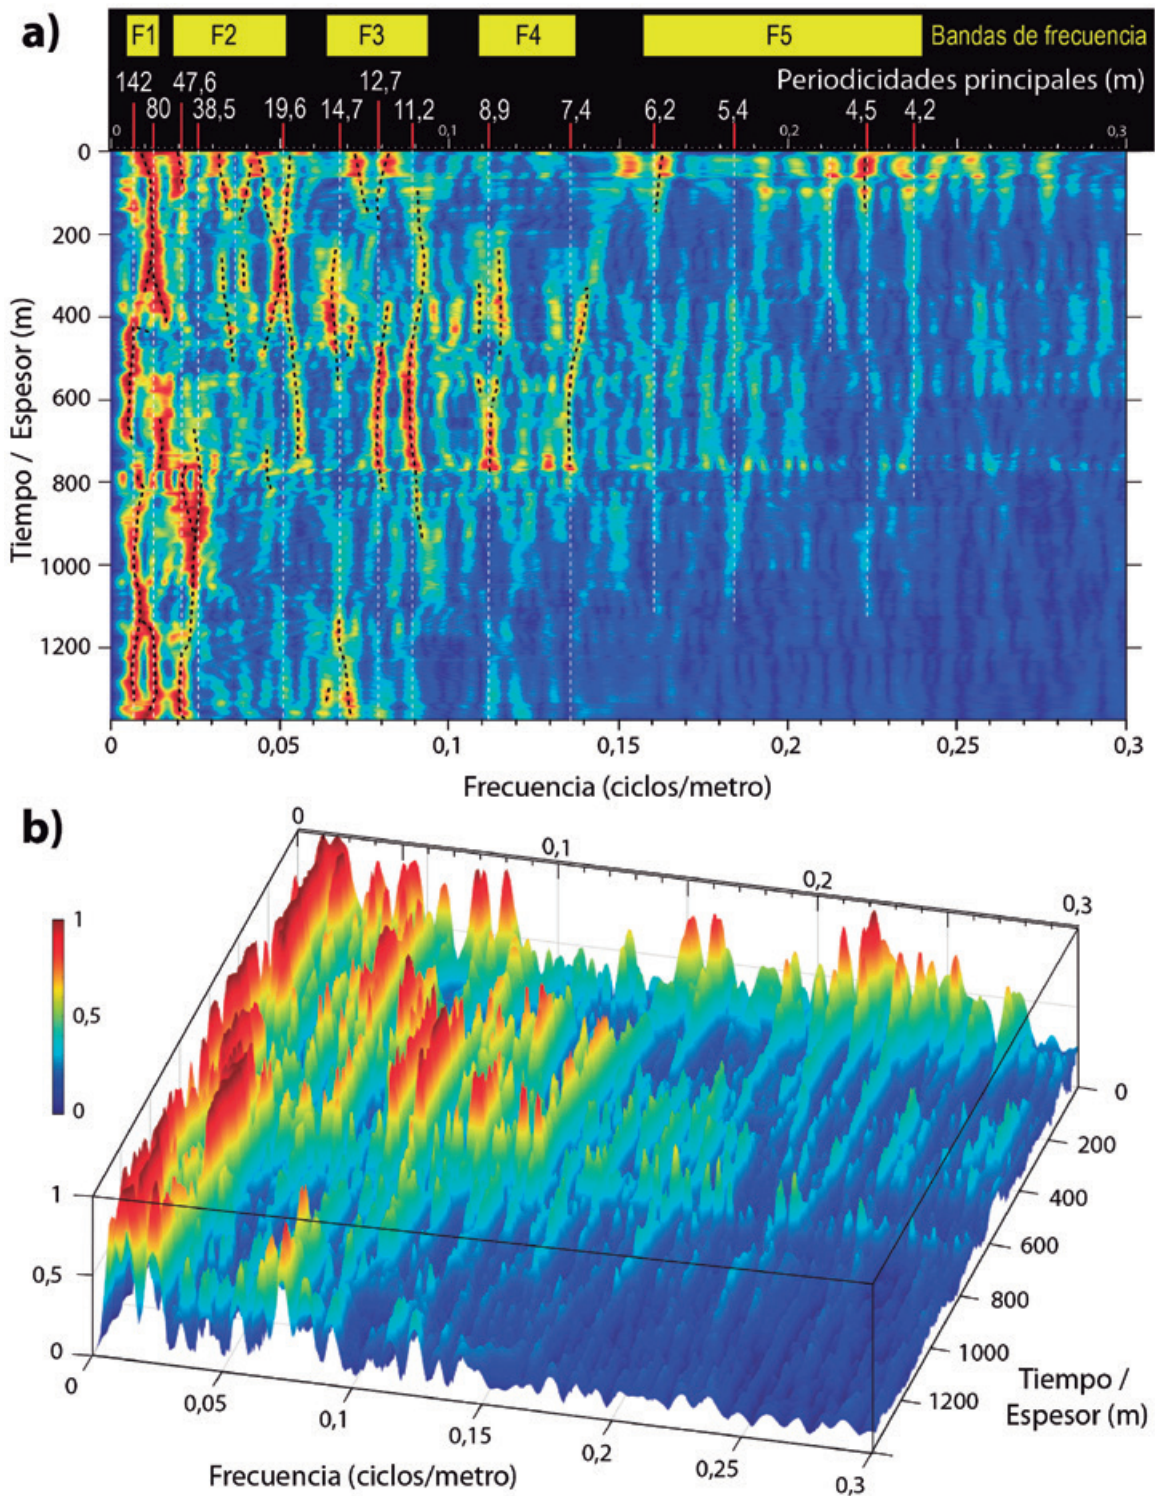 a)
F1 F2 F3 F4 F5 Bandas de frecuencia
Periodicidades principales (m)
142 47,6 12,7
80 38,5 19,6 14,7 11,2 8,9 7,4 6,2 5,4 4,5 4,2
0 0,1 0,2 0,3
0
200
400
600
800
1000
1200
Tiempo / Espesor (m)
0 0,05 0,1 0,15 0,2 0,25 0,3
Frecuencia (ciclos/metro)
b)
0 0,1 0,2 0,3
1
0,5
0
1
0,5
0
0
200
400
600
800
1000
1200
Tiempo /
Espesor (m)
0 0,05 0,1 0,15 0,2 0,25 0,3
Frecuencia (ciclos/metro)